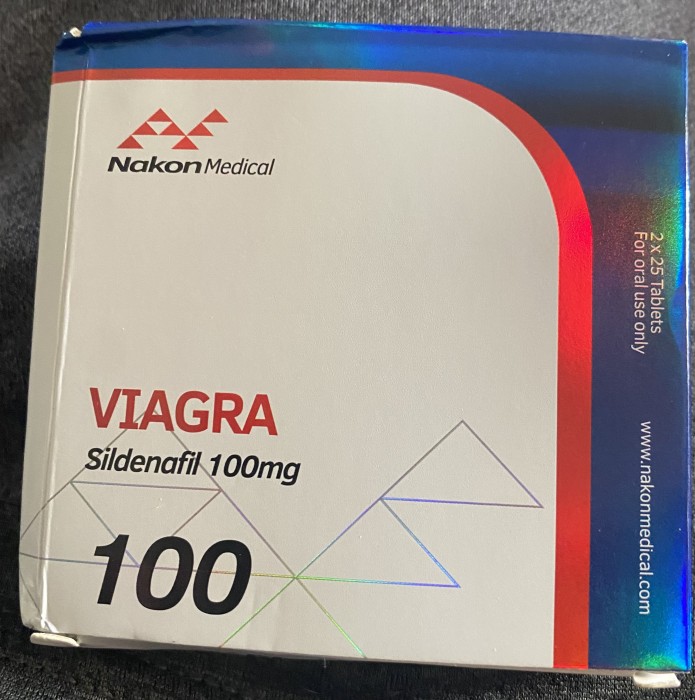 Nakon Medical
VIAGRA
Sildenafil 100mg
100
2 x 25 Tablets
For oral use only
www.nakonmedical.com